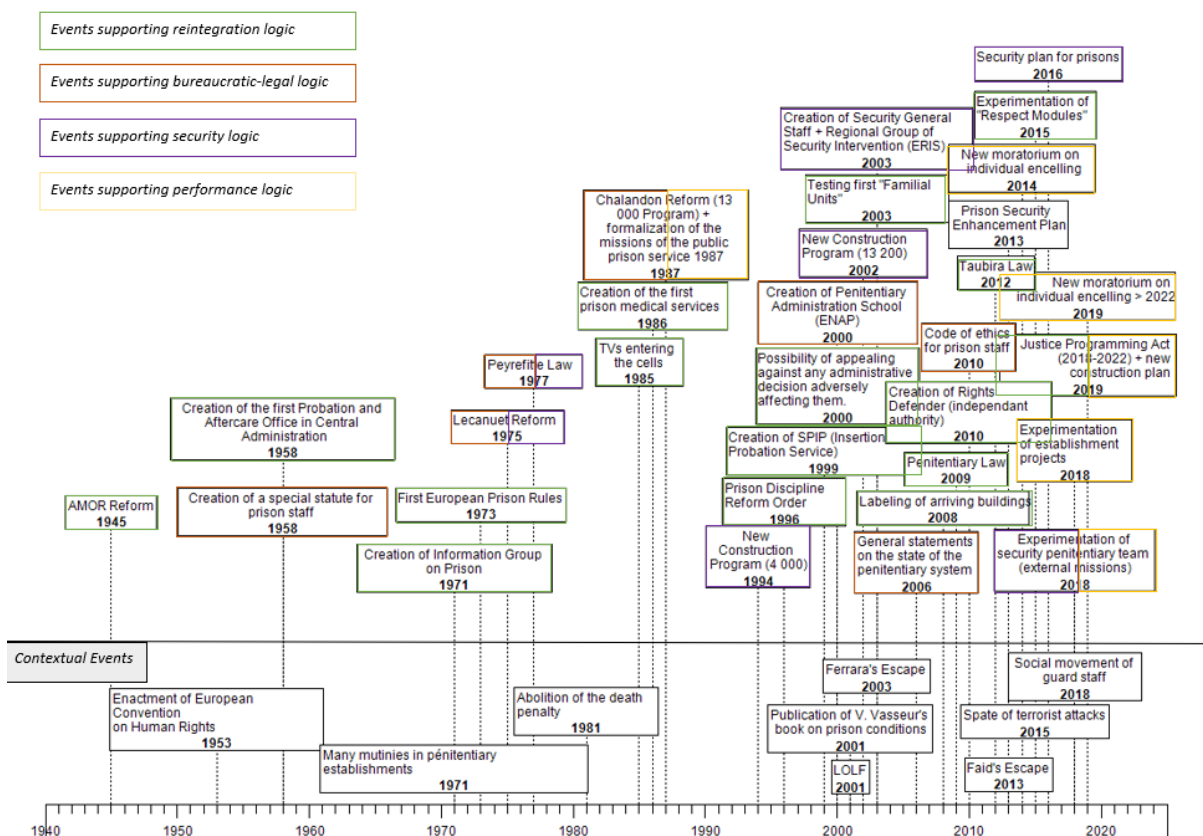 Events supporting reintegration logic
Events supporting bureaucratic-legal logic
Events supporting security logic
Events supporting performance logic
Security plan for prisons
2016
Experimentation of
"Respect Modules"
2015
Creation of Security General
Staff + Regional Group of
Security Intervention (ERIS)
2003
New moratorium on
individual encelling
2014
Testing first "Familial
Units"
2003
Prison Security
Enhancement Plan
2013
Chalandon Reform (13
000 Program) +
formalization of the
missions of the public
prison service 1987
1987
New Construction
Program (13 200)
2002
Taubira Law
2012
New moratorium on
individual encelling > 2022
2019
Creation of the first
prison medical services
1986
Creation of Penitentiary
Administration School
(ENAP)
2000
Code of ethics
for prison staff
2010
Justice Programming Act
(2018-2022) + new
construction plan
2019
TVs entering
the cells
1985
Possibility of appealing
against any administrative
decision adversely
affecting them.
2000
Peyrefitte Law
1977
Creation of Rights
Defender (independant
authority)
2010
Creation of the first Probation and
Aftercare Office in Central
Administration
1958
Lecanuet Reform
1975
Creation of SPIP (Insertion
Probation Service)
1999
Experimentation
of establishment
projects
2018
Penitentiary Law
2009
AMOR Reform
1945
Creation of a special statute for
prison staff
1958
First European Prison Rules
1973
Prison Discipline
Reform Order
1996
Labeling of arriving buildings
2008
Creation of Information Group
on Prison
1971
New
Construction
Program (4 000)
1994
General statements
on the state of the
penitentiary system
2006
Experimentation of
security penitentiary team
(external missions)
2018
Contextual Events
Enactment of European
Convention
on Human Rights
1953
Many mutinies in pénitentiary
establishments
1971
Abolition of the death
penalty
1981
Ferrara's Escape
2003
Social movement of
guard staff
2018
Publication of V. Vasseur's
book on prison conditions
2001
Spate of terrorist attacks
2015
LOLF
2001
Faid's Escape
2013
1940 1950 1960 1970 1980 1990 2000 2010 2020